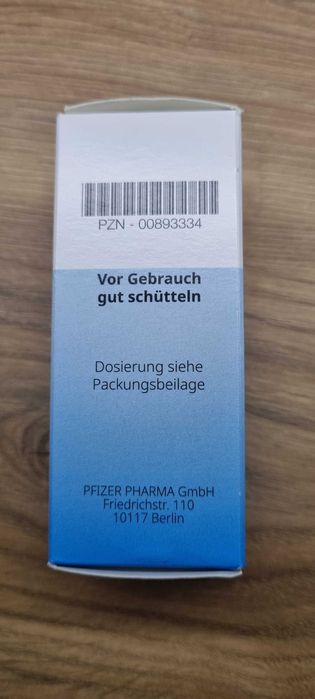 PZN - 00893334
Vor Gebrauch
gut schütteln
Dosierung siehe
Packungsbeilage
PFIZER PHARMA GmbH
Friedrichstr. 110
10117 Berlin